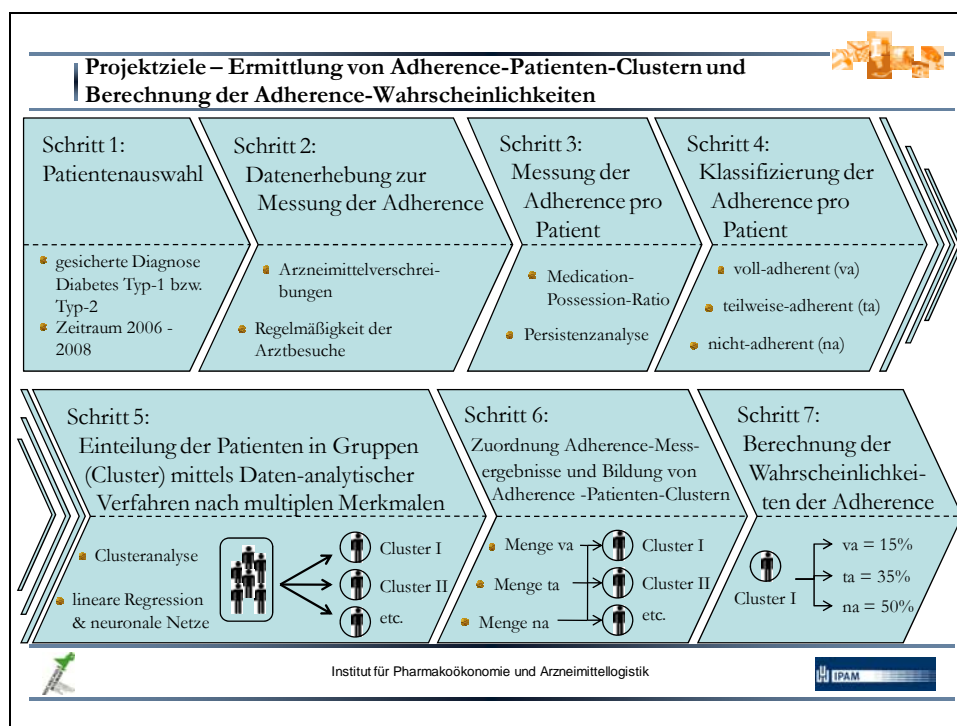 Projektziele – Ermittlung von Adherence-Patienten-Clustern und
Berechnung der Adherence-Wahrscheinlichkeiten
Schritt 1:
Patientenauswahl
gesicherte Diagnose
Diabetes Typ-1 bzw.
Typ-2
Zeitraum 2006 -
2008
Schritt 2:
Datenerhebung zur
Messung der Adherence
Arzneimittelverschrei-
bungen
Regelmäßigkeit der
Arztbesuche
Schritt 3:
Messung der
Adherence pro
Patient
Medication-
Possession-Ratio
Persistenzanalyse
Schritt 4:
Klassifizierung der
Adherence pro
Patient
voll-adherent (va)
teilweise-adherent (ta)
nicht-adherent (na)
Schritt 5:
Einteilung der Patienten in Gruppen
(Cluster) mittels Daten-analytischer
Verfahren nach multiplen Merkmalen
Clusteranalyse
lineare Regression
& neuronale Netze
Cluster I
Cluster II
etc.
Schritt 6:
Zuordnung Adherence-Mess-
ergebnisse und Bildung von
Adherence -Patienten-Clustern
Menge va
Menge ta
Menge na
Cluster I
Cluster II
etc.
Schritt 7:
Berechnung der
Wahrscheinlichkei-
ten der Adherence
Cluster I
va = 15%
ta = 35%
na = 50%
Institut für Pharmakoökonomie und Arzneimittellogistik
IPAM